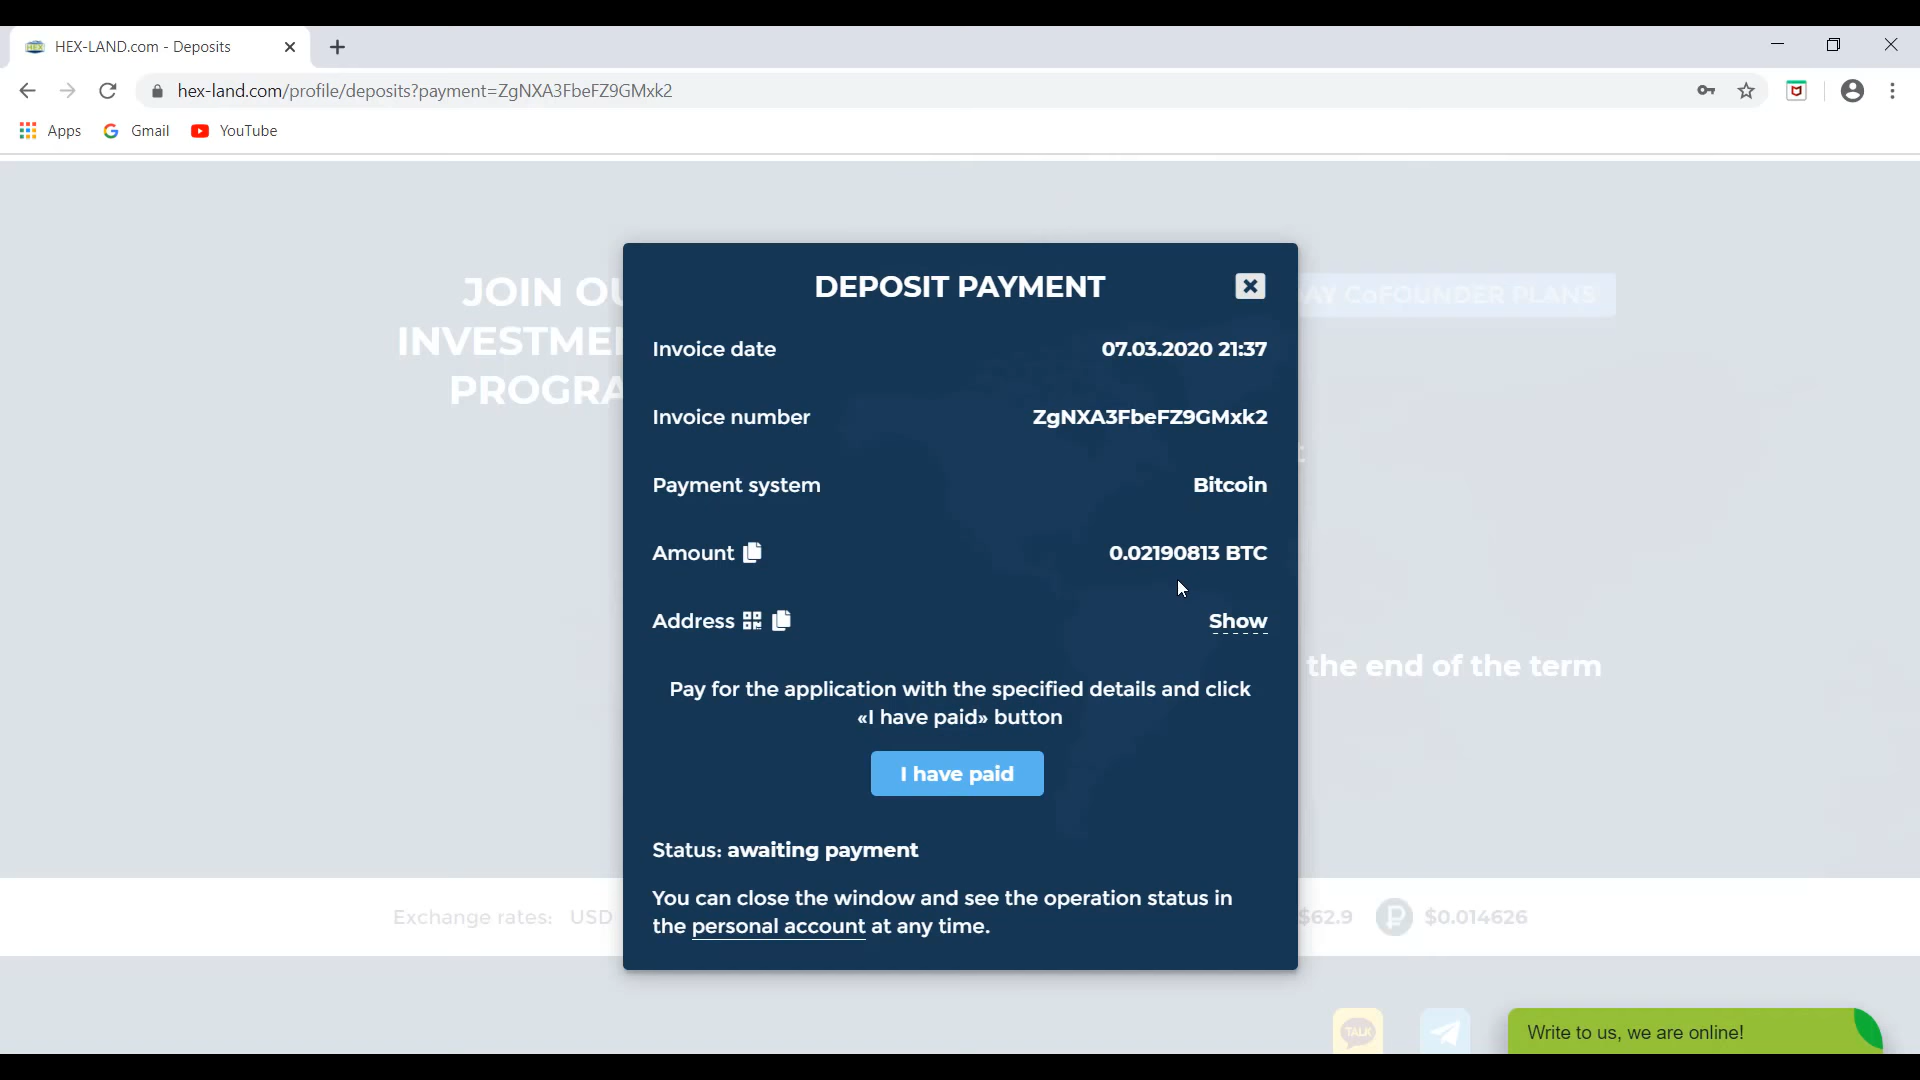 HEX-LAND.com - Deposits
hex-land.com/profile/deposits?payment=ZgNXA3FbeFZ9GMxk2
Apps
Gmail
YouTube
DEPOSIT PAYMENT
JOIN OU
INVESTME
PROGRA
AY CoFOUNDER PLANS
Invoice date
07.03.2020 21:37
Invoice number
ZgNXA3FbeFZ9GMxk2
Payment system
Bitcoin
Amount
0.02190813 BTC
Address
Show
the end of the term
Pay for the application with the specified details and click
«I have paid» button
I have paid
Status: awaiting payment
You can close the window and see the operation status in
the personal account at any time.
Exchange rates: USD
$62.9
$0.014626
TALK
Write to us, we are online!